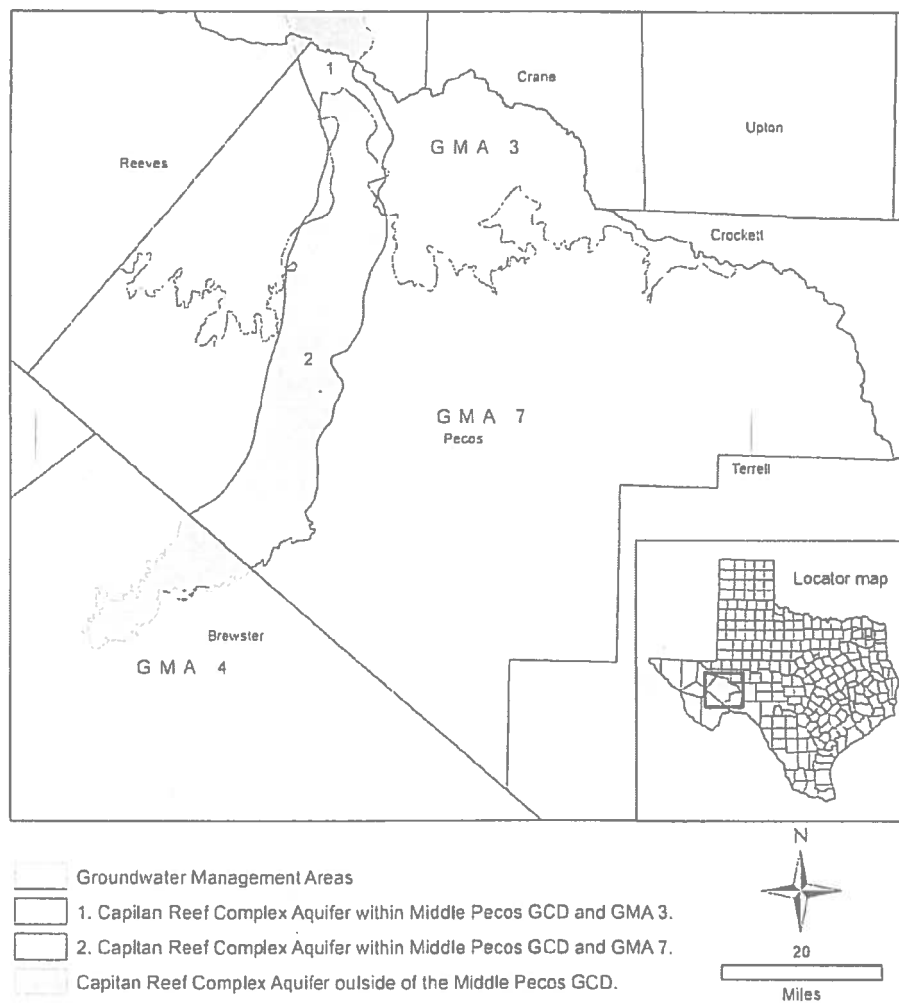 1
Crane
Upton
GMA 3
Reeves
Crockett
2
GMA 7
Pecos
Terrell
Locator map
Brewster
GMA 4
N
Groundwater Management Areas
1. Capitan Reef Complex Aquifer within Middle Pecos GCD and GMA 3.
2. Capitan Reef Complex Aquifer within Middle Pecos GCD and GMA 7.
Capitan Reef Complex Aquifer outside of the Middle Pecos GCD.
20
Miles